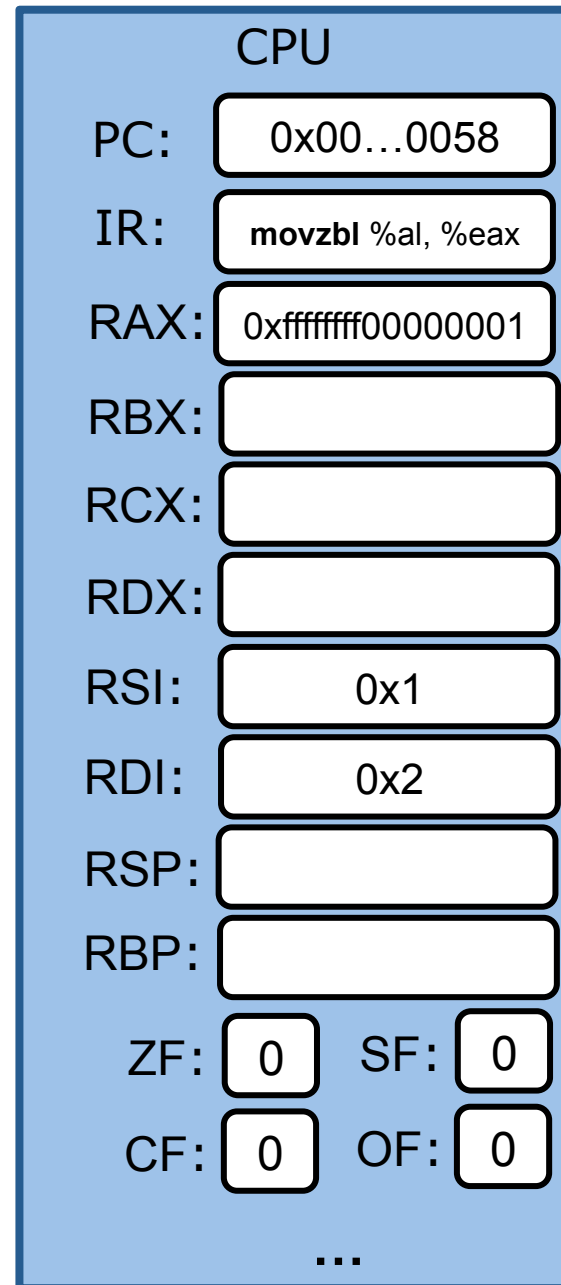 CPU
PC: 0x00…0058
IR: movzbl %al, %eax
RAX: 0xffffffff00000001
RBX:
RCX:
RDX:
RSI: 0x1
RDI: 0x2
RSP:
RBP:
ZF: 0 SF: 0
CF: 0 OF: 0
…